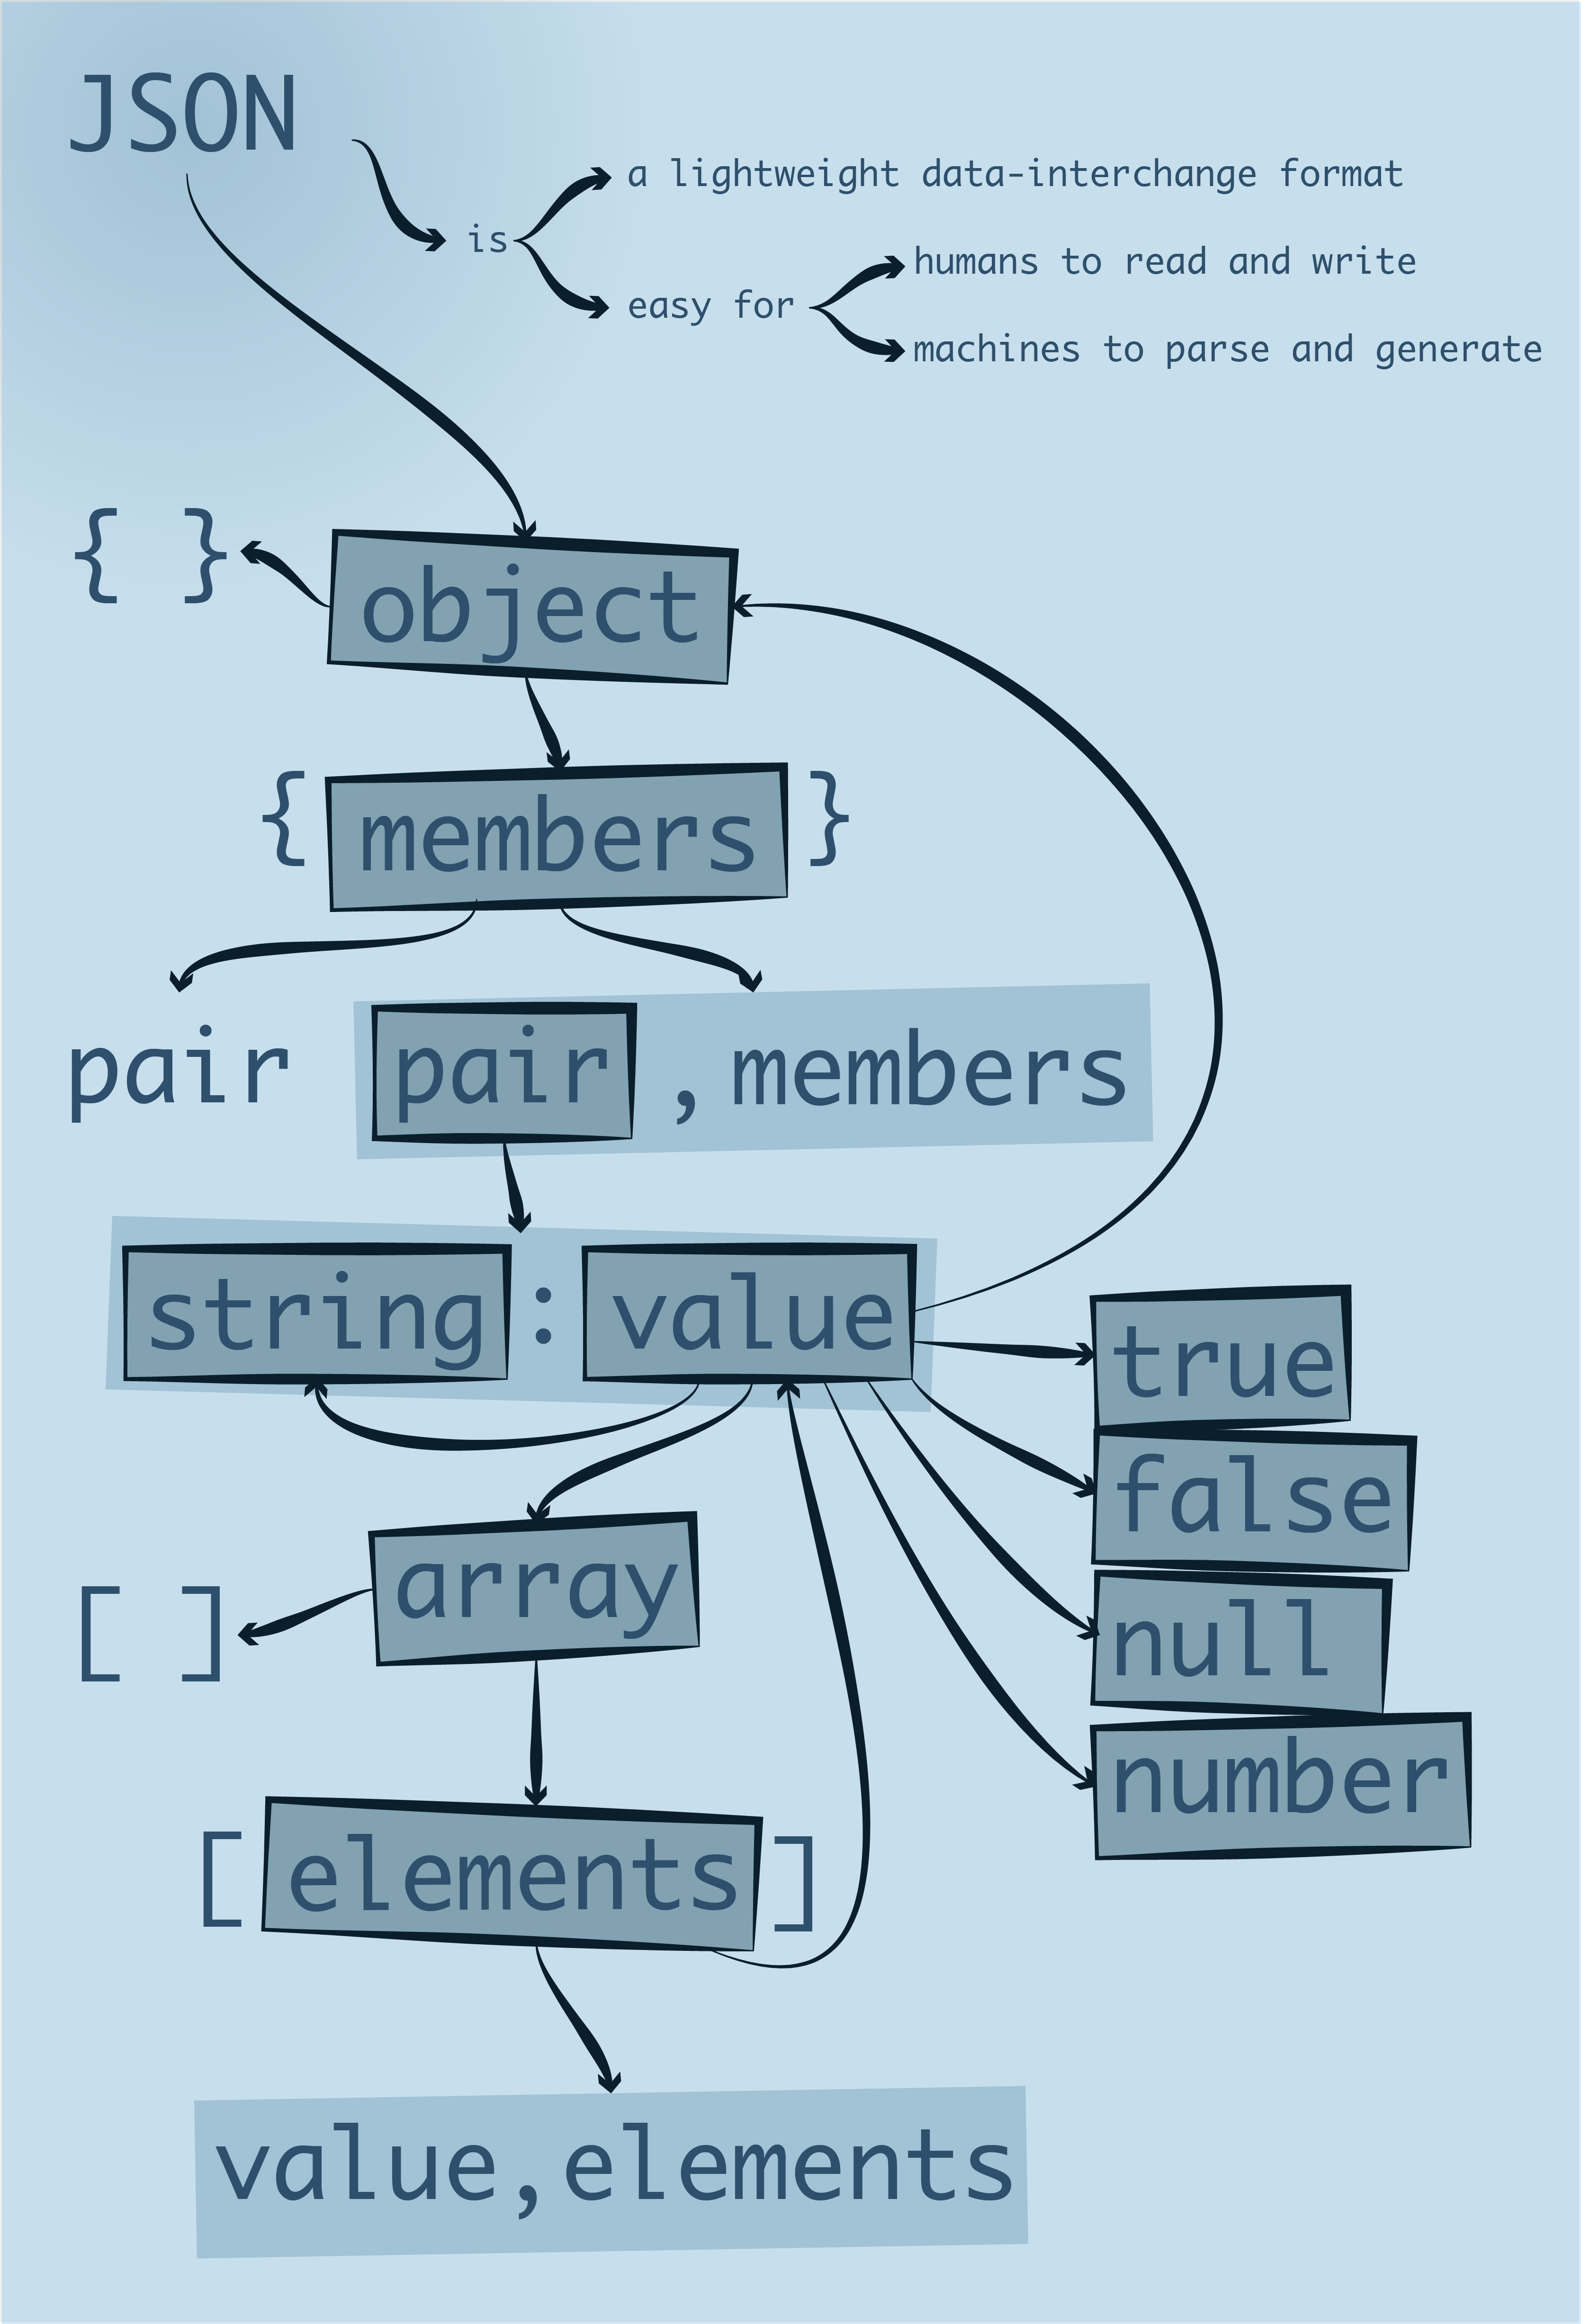 JSON
a lightweight data-interchange format
is
humans to read and write
easy for
machines to parse and generate
{ }
object
{ members }
pair
pair , members
string : value
true
false
array
[ ]
null
number
[ elements ]
value,elements